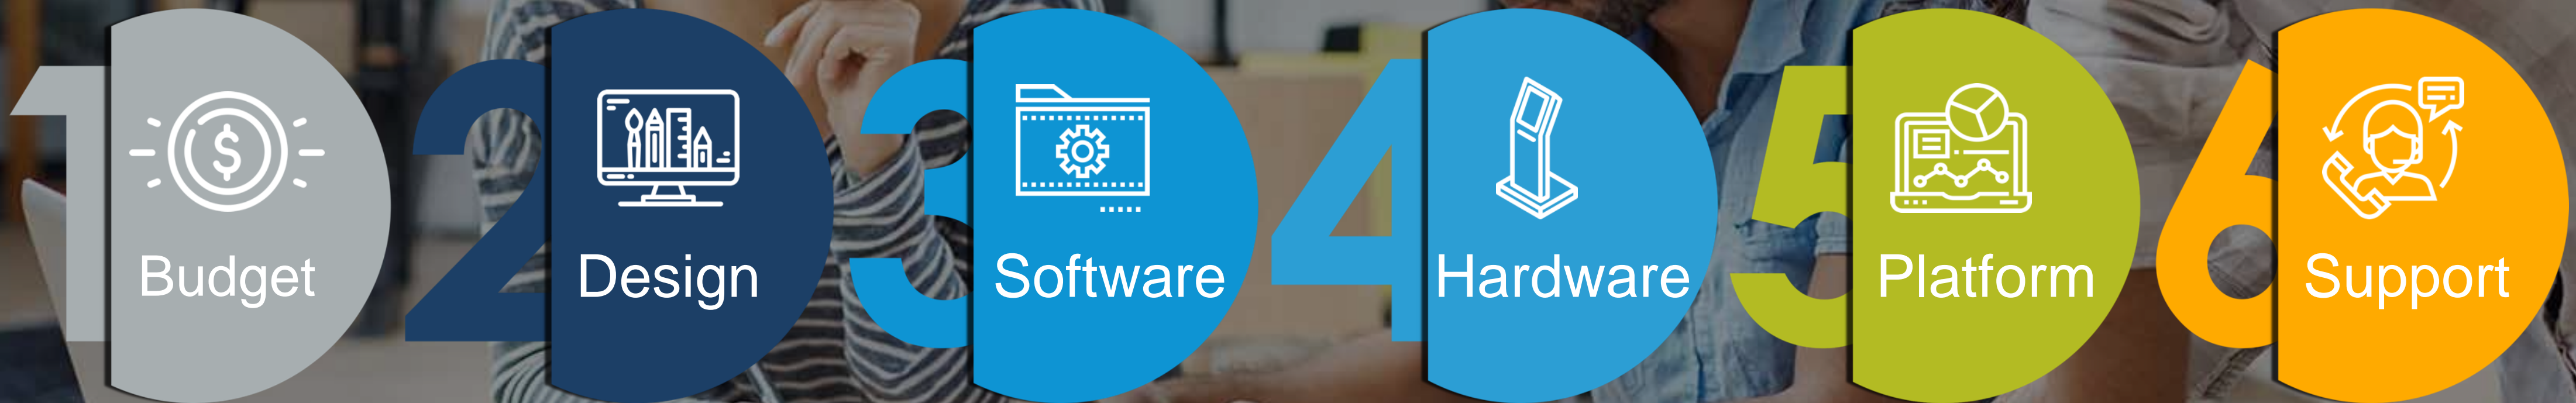 1 Budget
2 Design
3 Software
4 Hardware
5 Platform
6 Support